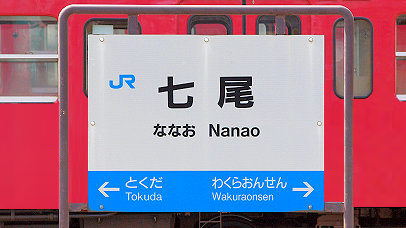 JR
七尾
ななお Nanao
← とくだ わくらおんせん →
Tokuda Wakuraonsen